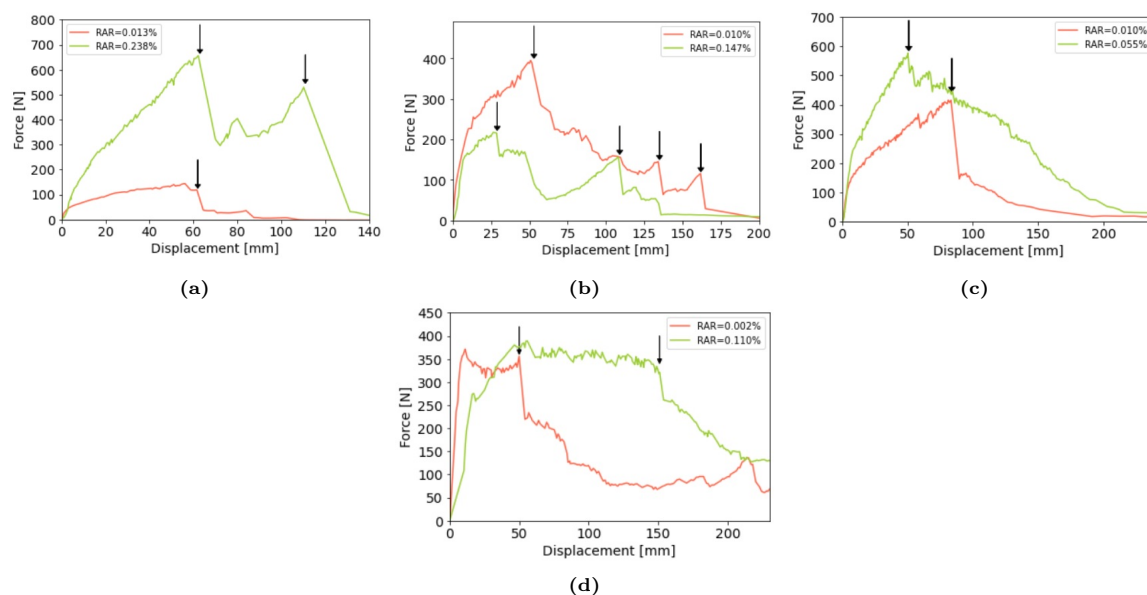 800
700
600
500
400
300
200
100
0
Force [N]
RAR=0.013%
RAR=0.238%
0 20 40 60 80 100 120 140
Displacement [mm]
(a)
400
300
200
100
0
Force [N]
RAR=0.010%
RAR=0.147%
0 25 50 75 100 125 150 175 200
Displacement [mm]
(b)
700
600
500
400
300
200
100
0
Force [N]
RAR=0.010%
RAR=0.055%
0 50 100 150 200
Displacement [mm]
(c)
450
400
350
300
250
200
150
100
50
0
Force [N]
RAR=0.002%
RAR=0.110%
0 50 100 150 200
Displacement [mm]
(d)